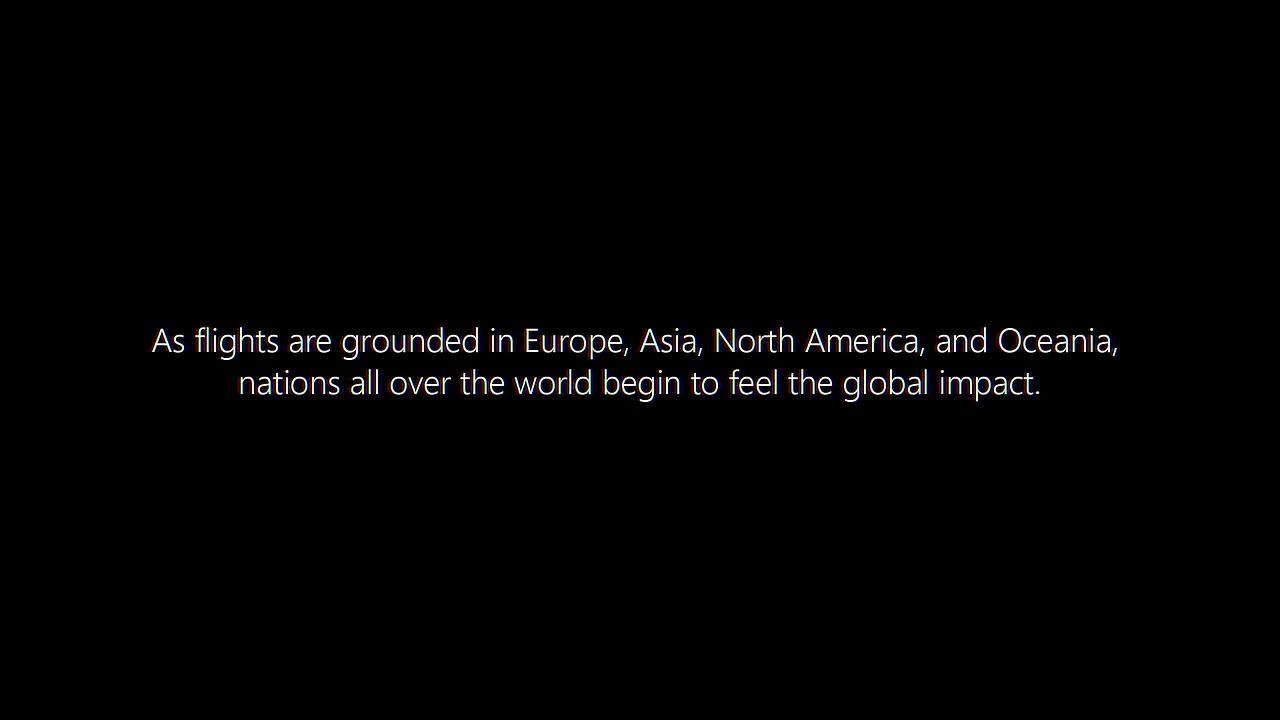 As flights are grounded in Europe, Asia, North America, and Oceania,
nations all over the world begin to feel the global impact.